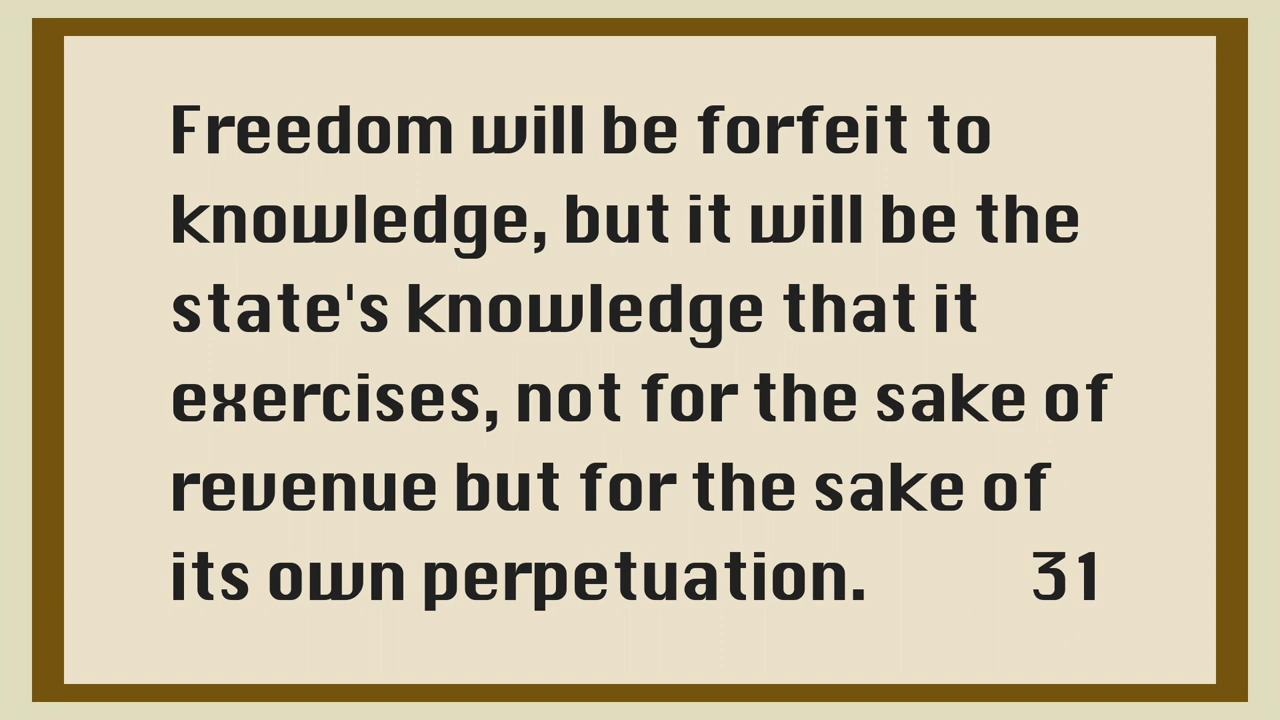 Freedom will be forfeit to
knowledge, but it will be the
state's knowledge that it
exercises, not for the sake of
revenue but for the sake of
its own perpetuation. 31